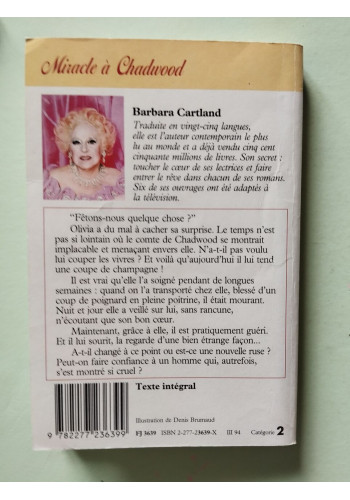 Miracle à Chadwood
Barbara Cartland
Traduite en vingt-cinq langues,
elle est l'auteur contemporain le plus
lu au monde et a déjà vendu cinq cent
cinquante millions de livres. Son secret :
toucher le cœur de ses lectrices et faire
entrer le rêve dans chacun de ses romans.
Six de ses ouvrages ont été adaptés à
la télévision.
"Fêtons-nous quelque chose ?"
Olivia a du mal à cacher sa surprise. Le temps n'est
pas si lointain où le comte de Chadwood se montrait
implacable et menaçant envers elle. N'a-t-il pas voulu
lui couper les vivres ? Et voilà qu'aujourd'hui il lui tend
une coupe de champagne !
Il est vrai qu'elle l'a soigné pendant de longues
semaines : quand on l'a transporté chez elle, blessé d'un
coup de poignard en pleine poitrine, il était mourant.
Nuit et jour elle a veillé sur lui, sans rancune,
n'écoutant que son bon cœur.
Maintenant, grâce à elle, il est pratiquement guéri.
Et il lui sourit, la regarde d'une bien étrange façon...
A-t-il changé à ce point ou est-ce une nouvelle ruse ?
Peut-on faire confiance à un homme qui, autrefois,
s'est montré si cruel ?
Texte intégral
Illustration de Denis Brumaud
9 782277 236399
FJ 3639 ISBN 2-277-23639-X III 94 Catégorie 2